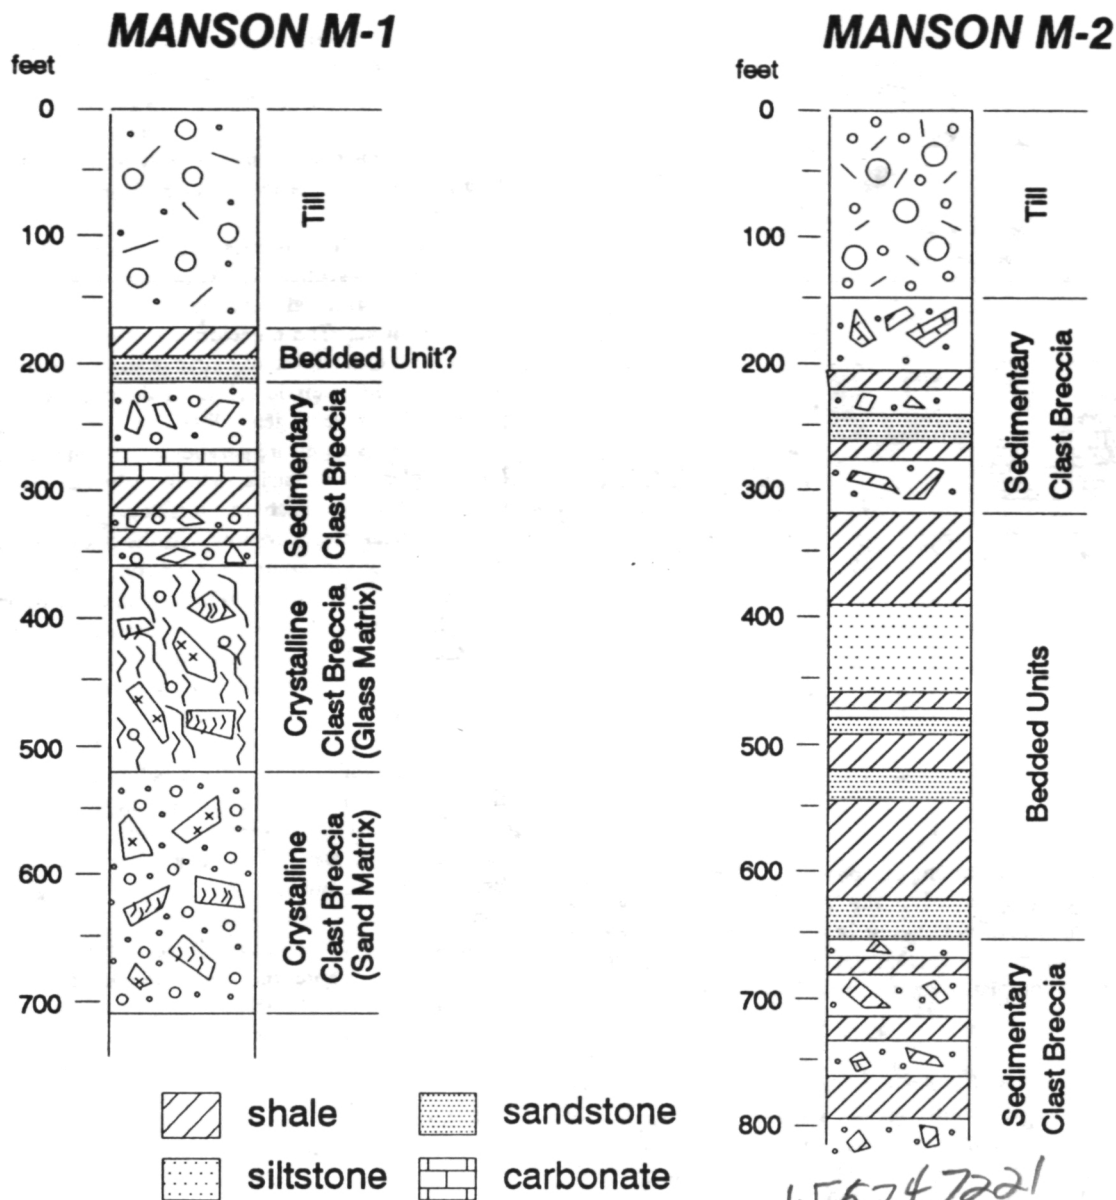 MANSON M-1
feet
0
100
200
300
400
500
600
700
Till
Bedded Unit?
Sedimentary
Clast Breccia
Crystalline
Clast Breccia
(Glass Matrix)
Crystalline
Clast Breccia
(Sand Matrix)
MANSON M-2
feet
0
100
200
300
400
500
600
700
800
Till
Sedimentary
Clast Breccia
Bedded Units
Sedimentary
Clast Breccia
shale
sandstone
siltstone
carbonate